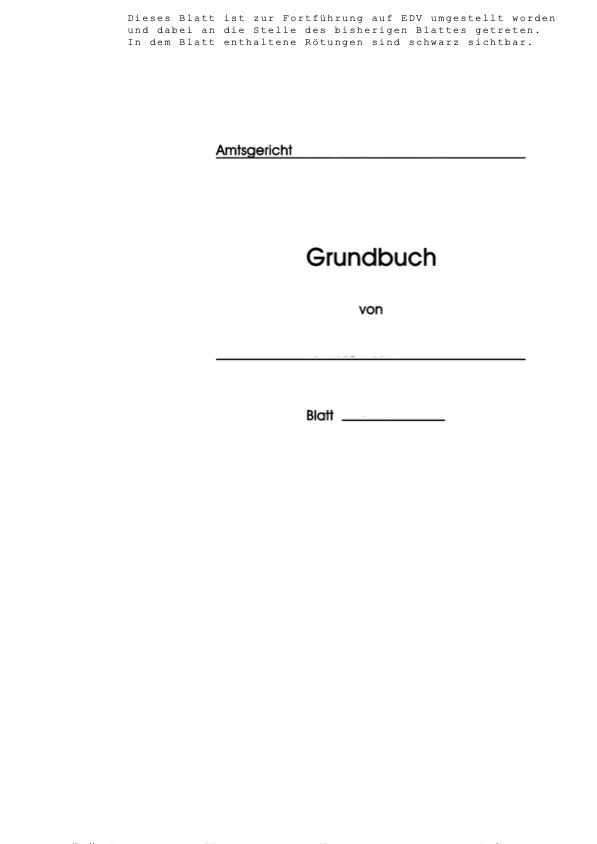 Dieses Blatt ist zur Fortführung auf EDV umgestellt worden
und dabei an die Stelle des bisherigen Blattes getreten.
In dem Blatt enthaltene Rötungen sind schwarz sichtbar.
Amtsgericht
Grundbuch
von
Blatt